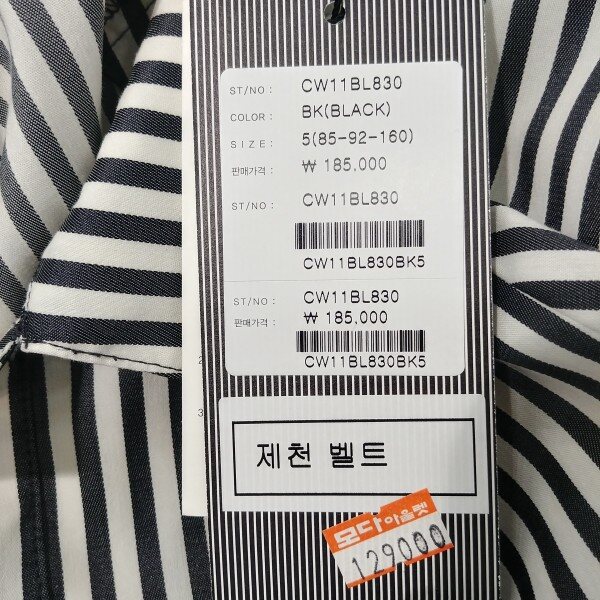 ST/NO : CW11BL830
COLOR : BK(BLACK)
SIZE : 5(85-92-160)
판매가격 : ₩ 185,000
ST/NO : CW11BL830
CW11BL830BK5
ST/NO : CW11BL830
판매가격 : ₩ 185,000
CW11BL830BK5
2
3
제천 벨트
모다아울렛
129000